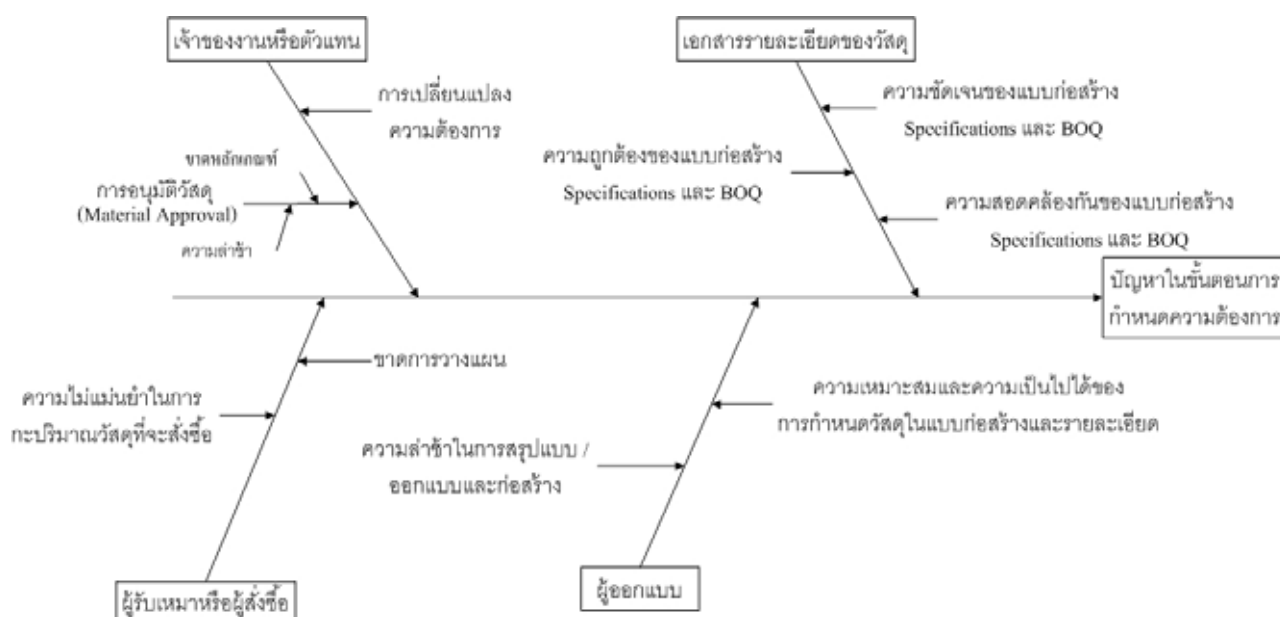 เจ้าของงานหรือตัวแทน
เอกสารรายละเอียดของวัสดุ
การเปลี่ยนแปลง
ความต้องการ
ความชัดเจนของแบบก่อสร้าง
Specifications และ BOQ
ขาดหลักเกณฑ์
การอนุมัติวัสดุ
(Material Approval)
ความล่าช้า
ความถูกต้องของแบบก่อสร้าง
Specifications และ BOQ
ความสอดคล้องกันของแบบก่อสร้าง
Specifications และ BOQ
ปัญหาในขั้นตอนการ
กำหนดความต้องการ
ขาดการวางแผน
ความไม่แม่นยำในการ
กะปริมาณวัสดุที่จะสั่งซื้อ
ความเหมาะสมและความเป็นไปได้ของ
การกำหนดวัสดุในแบบก่อสร้างและรายละเอียด
ความล่าช้าในการสรุปแบบ /
ออกแบบและก่อสร้าง
ผู้รับเหมาหรือผู้สั่งซื้อ
ผู้ออกแบบ